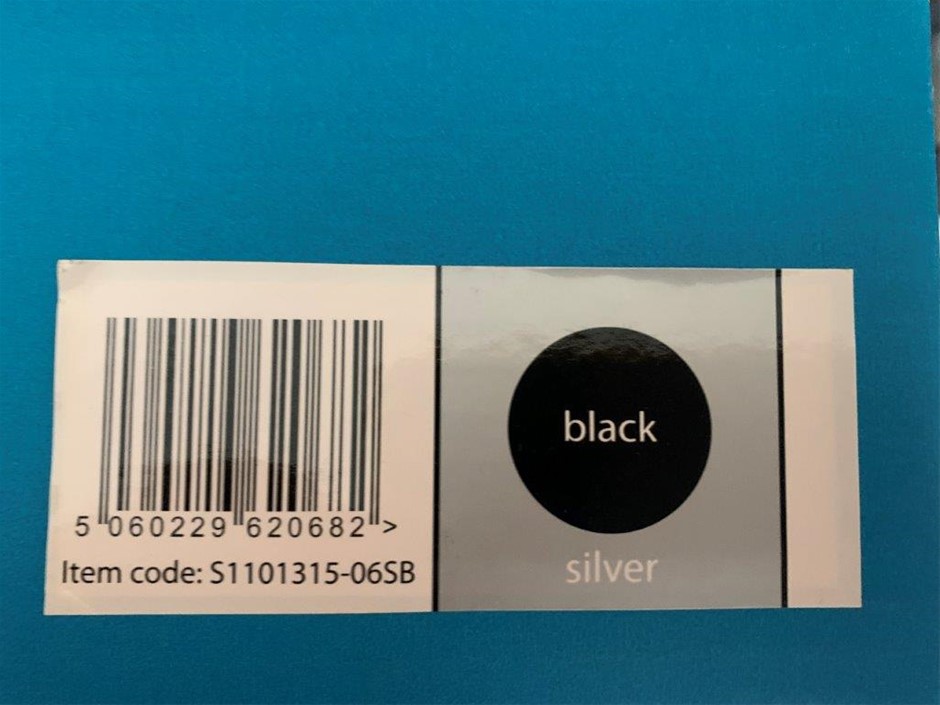 5 060229 620682 >
Item code: S1101315-06SB
black
silver